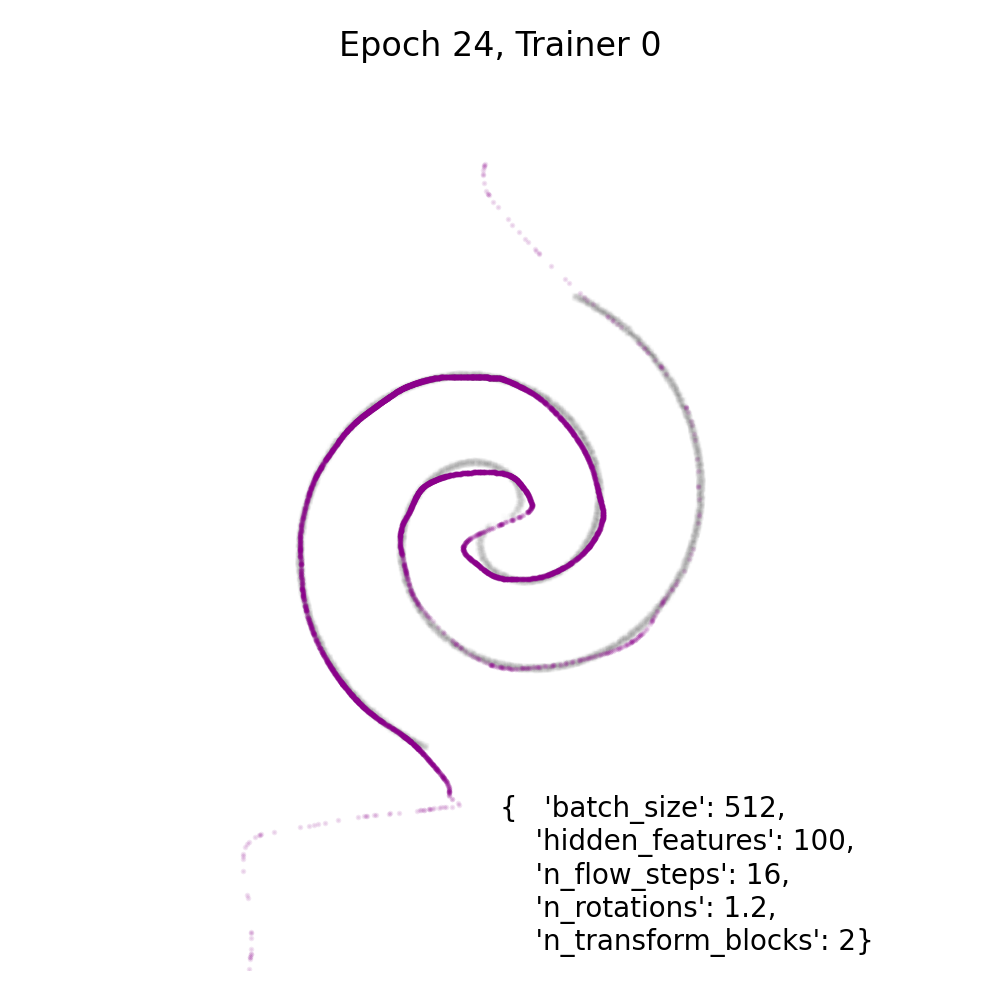 Epoch 24, Trainer 0
{   'batch_size': 512,
'hidden_features': 100,
'n_flow_steps': 16,
'n_rotations': 1.2,
'n_transform_blocks': 2}